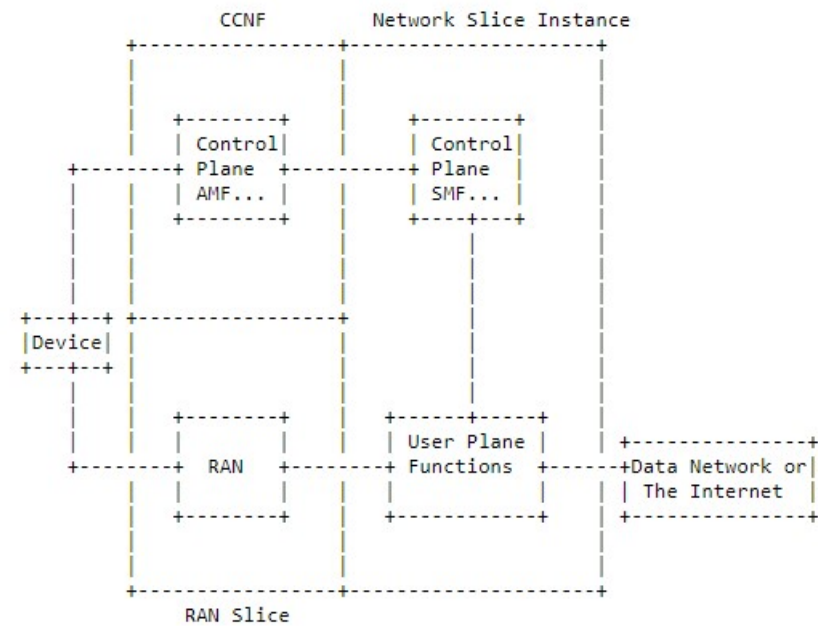 CCNF
Network Slice Instance
Control
Plane
AMF...
Control
Plane
SMF...
Device
RAN
User Plane
Functions
Data Network or
The Internet
RAN Slice